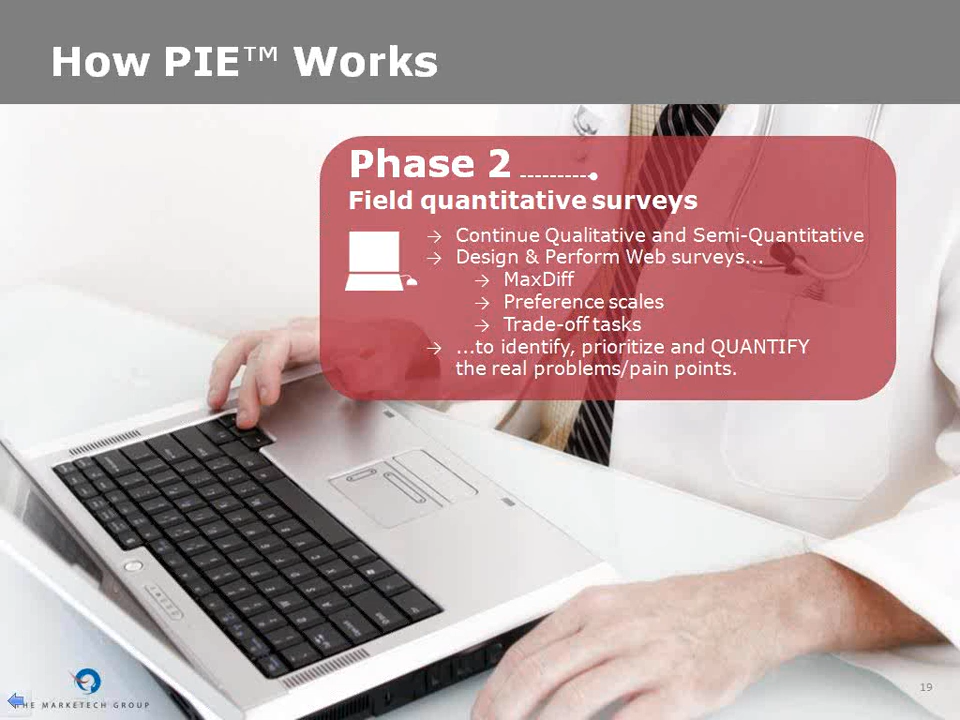 How PIE™ Works
Phase 2
Field quantitative surveys
→ Continue Qualitative and Semi-Quantitative
→ Design & Perform Web surveys...
→ MaxDiff
→ Preference scales
→ Trade-off tasks
→ ...to identify, prioritize and QUANTIFY
the real problems/pain points.
THE MARKETECH GROUP
19